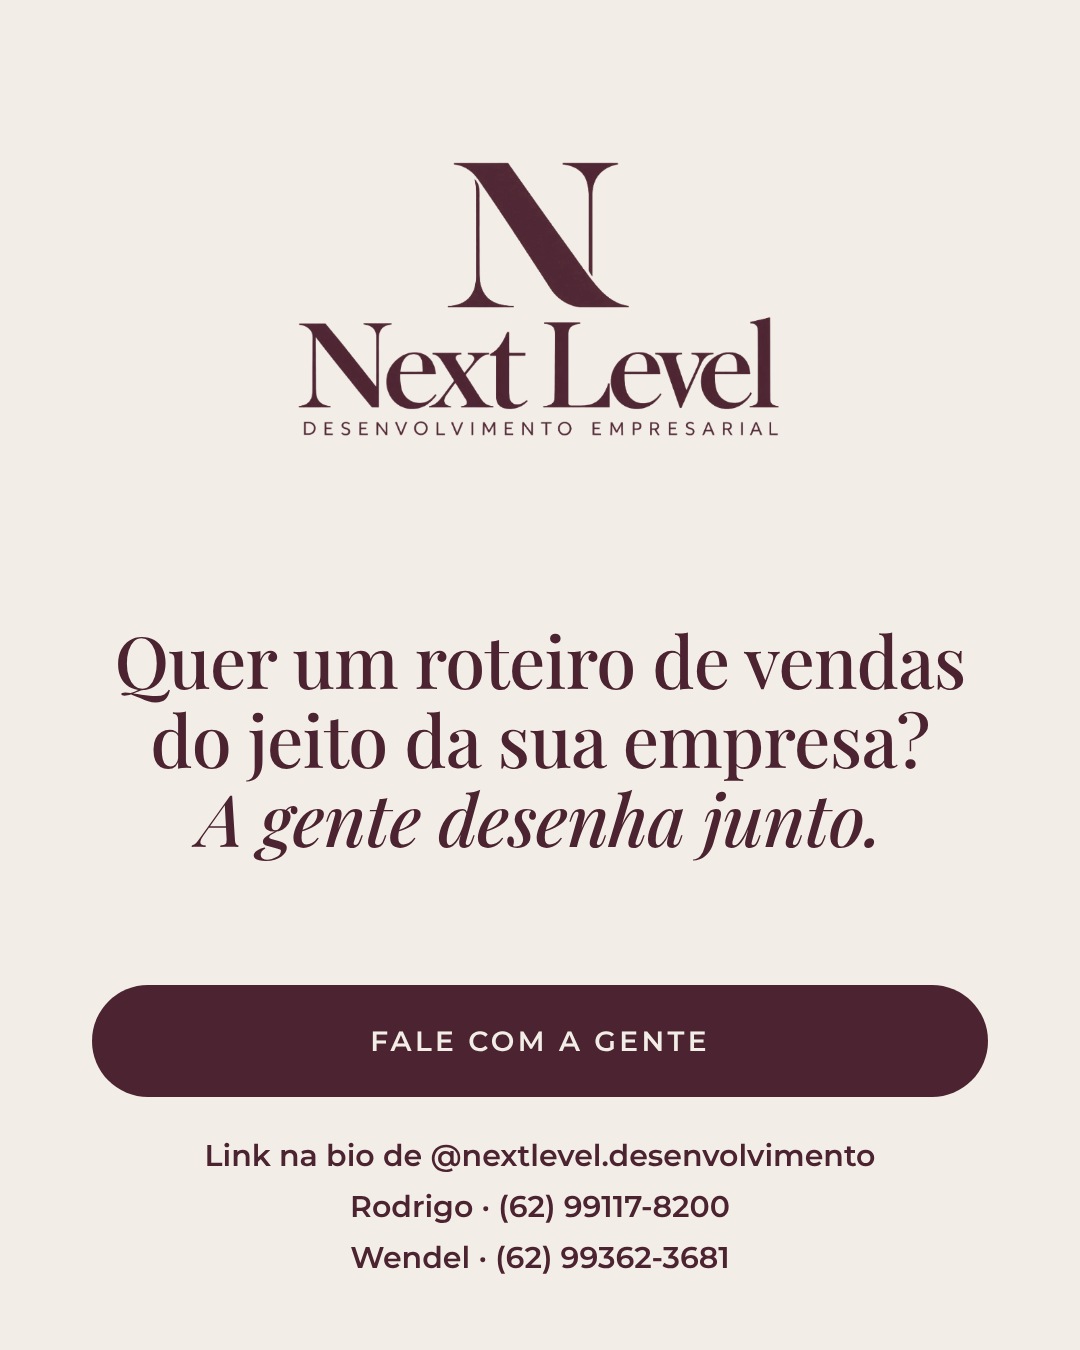 N
Next Level
DESENVOLVIMENTO EMPRESARIAL
Quer um roteiro de vendas
do jeito da sua empresa?
A gente desenha junto.
FALE COM A GENTE
Link na bio de @nextlevel.desenvolvimento
Rodrigo · (62) 99117-8200
Wendel · (62) 99362-3681